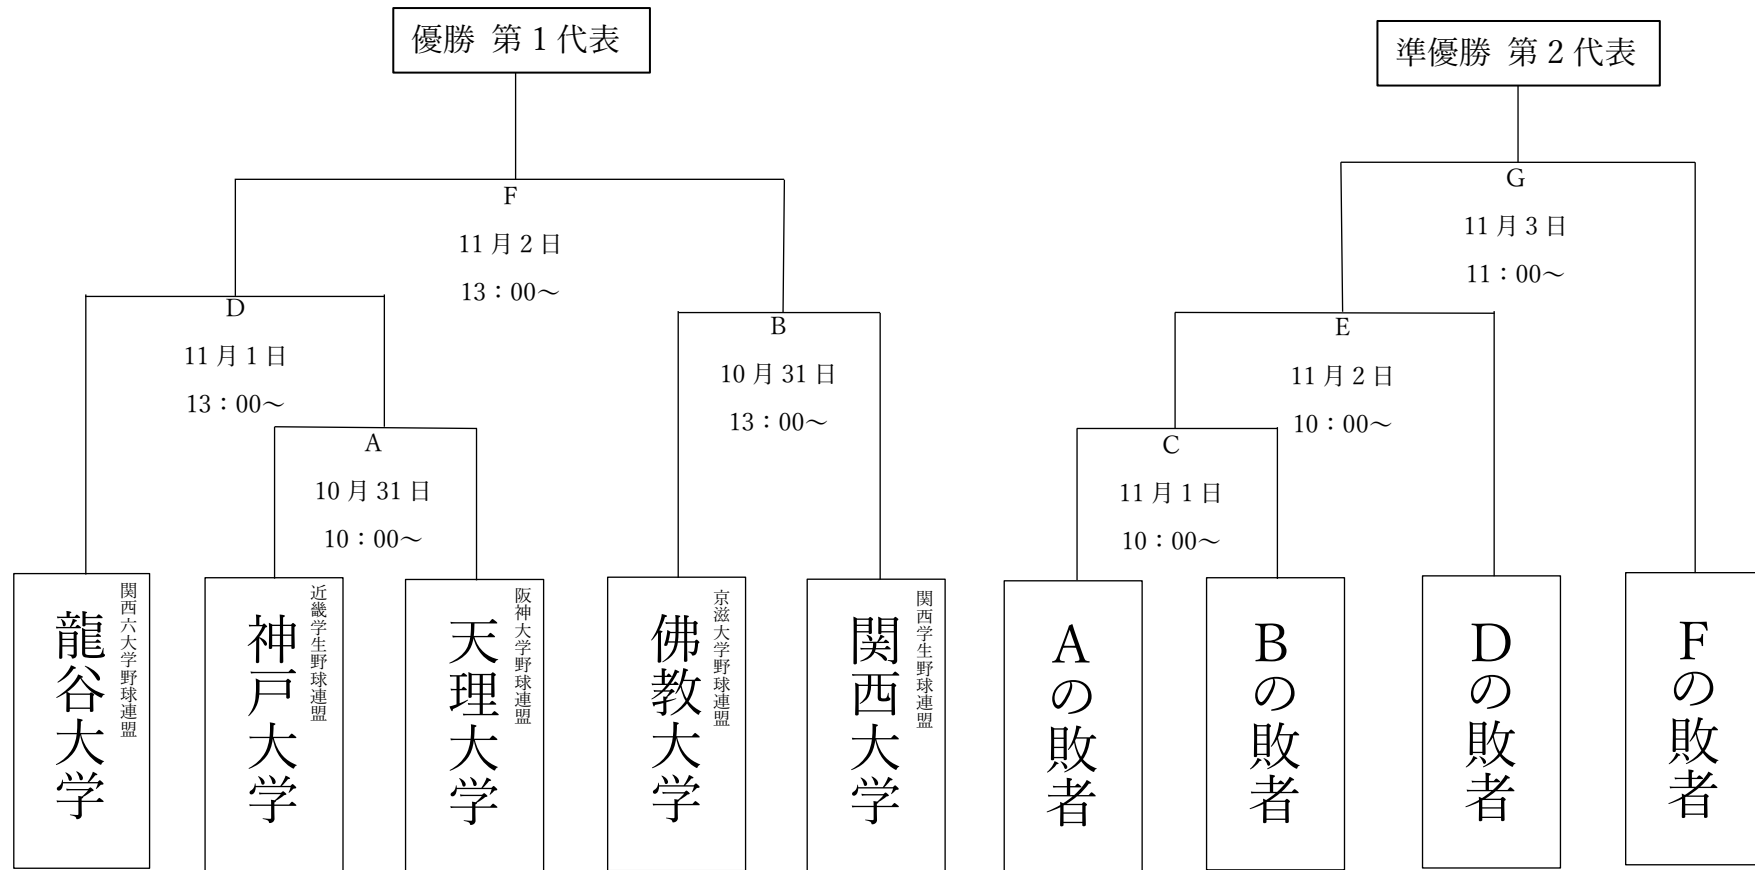 優勝 第1代表
準優勝 第2代表
F
11月2日
13：00～
G
11月3日
11：00～
D
11月1日
13：00～
B
10月31日
13：00～
E
11月2日
10：00～
A
10月31日
10：00～
C
11月1日
10：00～
関西六大学野球連盟
龍谷大学
近畿学生野球連盟
神戸大学
阪神大学野球連盟
天理大学
京滋大学野球連盟
佛教大学
関西学生野球連盟
関西大学
Aの敗者
Bの敗者
Dの敗者
Fの敗者